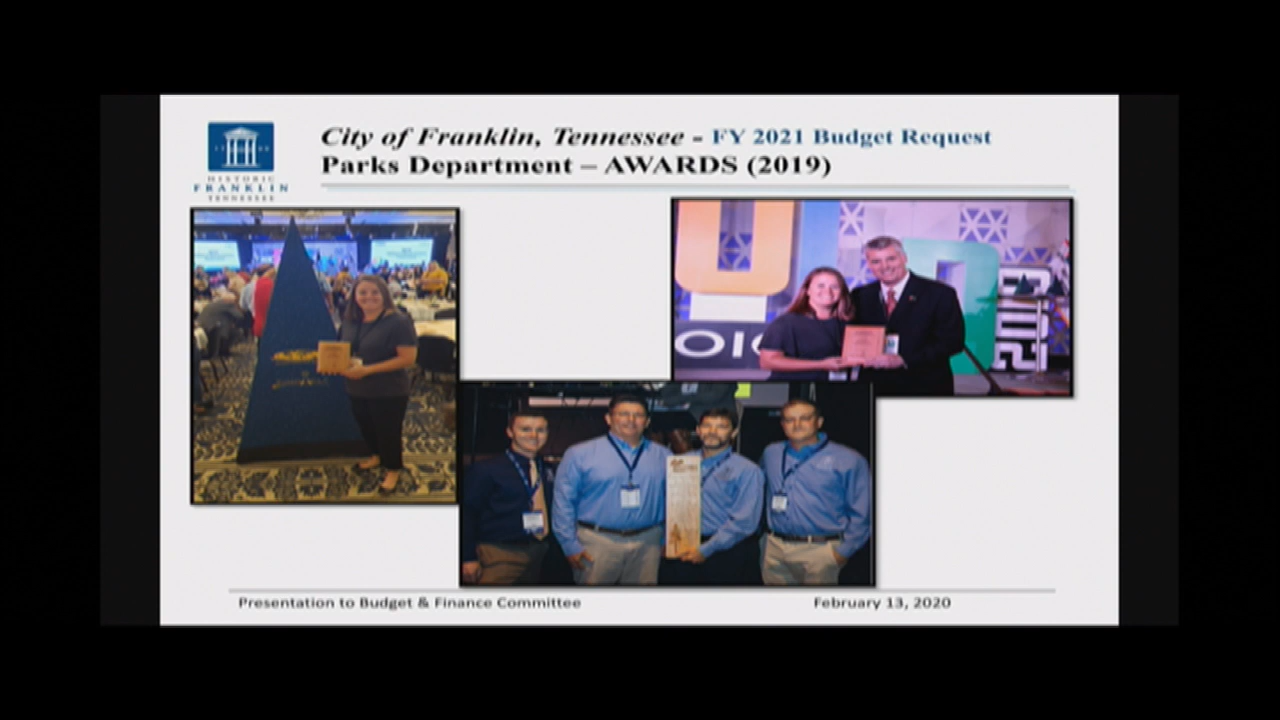 City of Franklin, Tennessee - FY 2021 Budget Request
Parks Department – AWARDS (2019)
HISTORIC
FRANKLIN
TENNESSEE
2019
Presentation to Budget & Finance Committee
February 13, 2020